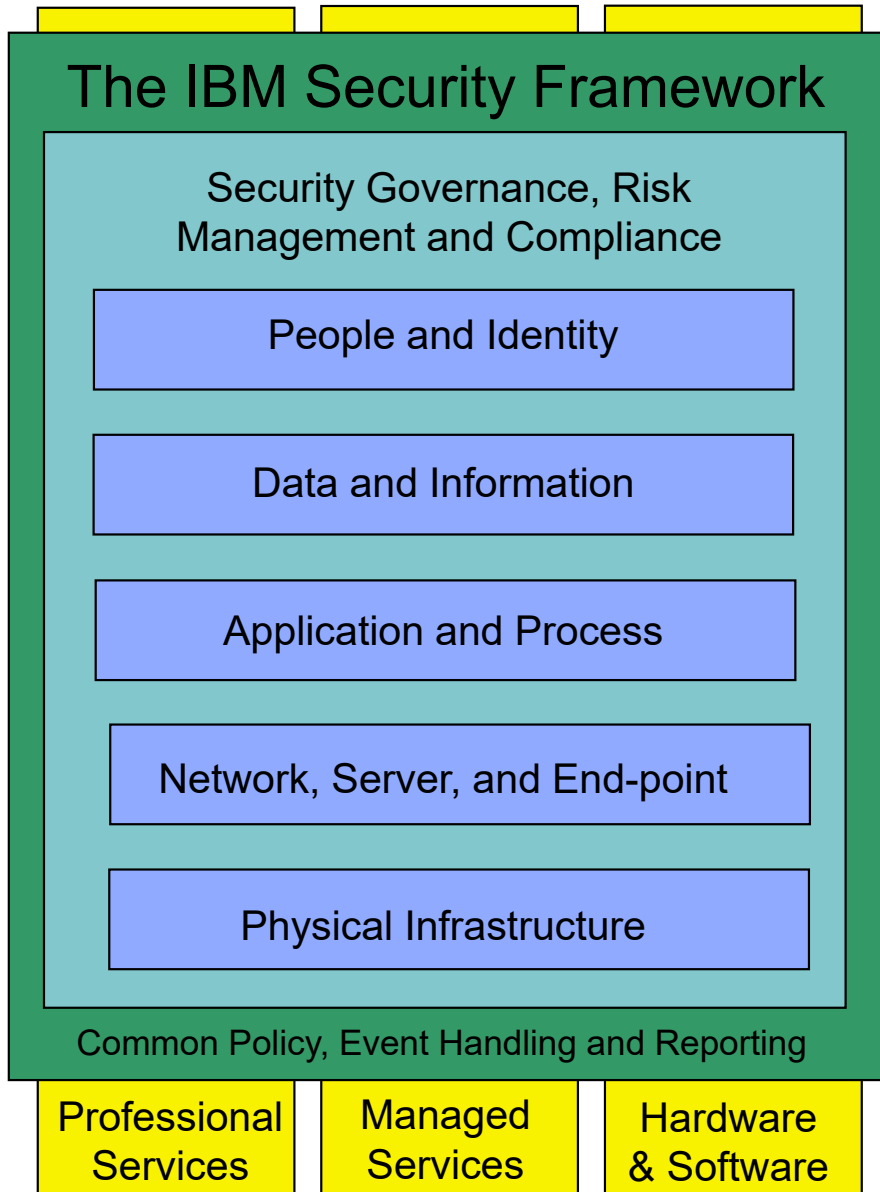 The IBM Security Framework
Security Governance, Risk
Management and Compliance
People and Identity
Data and Information
Application and Process
Network, Server, and End-point
Physical Infrastructure
Common Policy, Event Handling and Reporting
Professional
Services
Managed
Services
Hardware
& Software